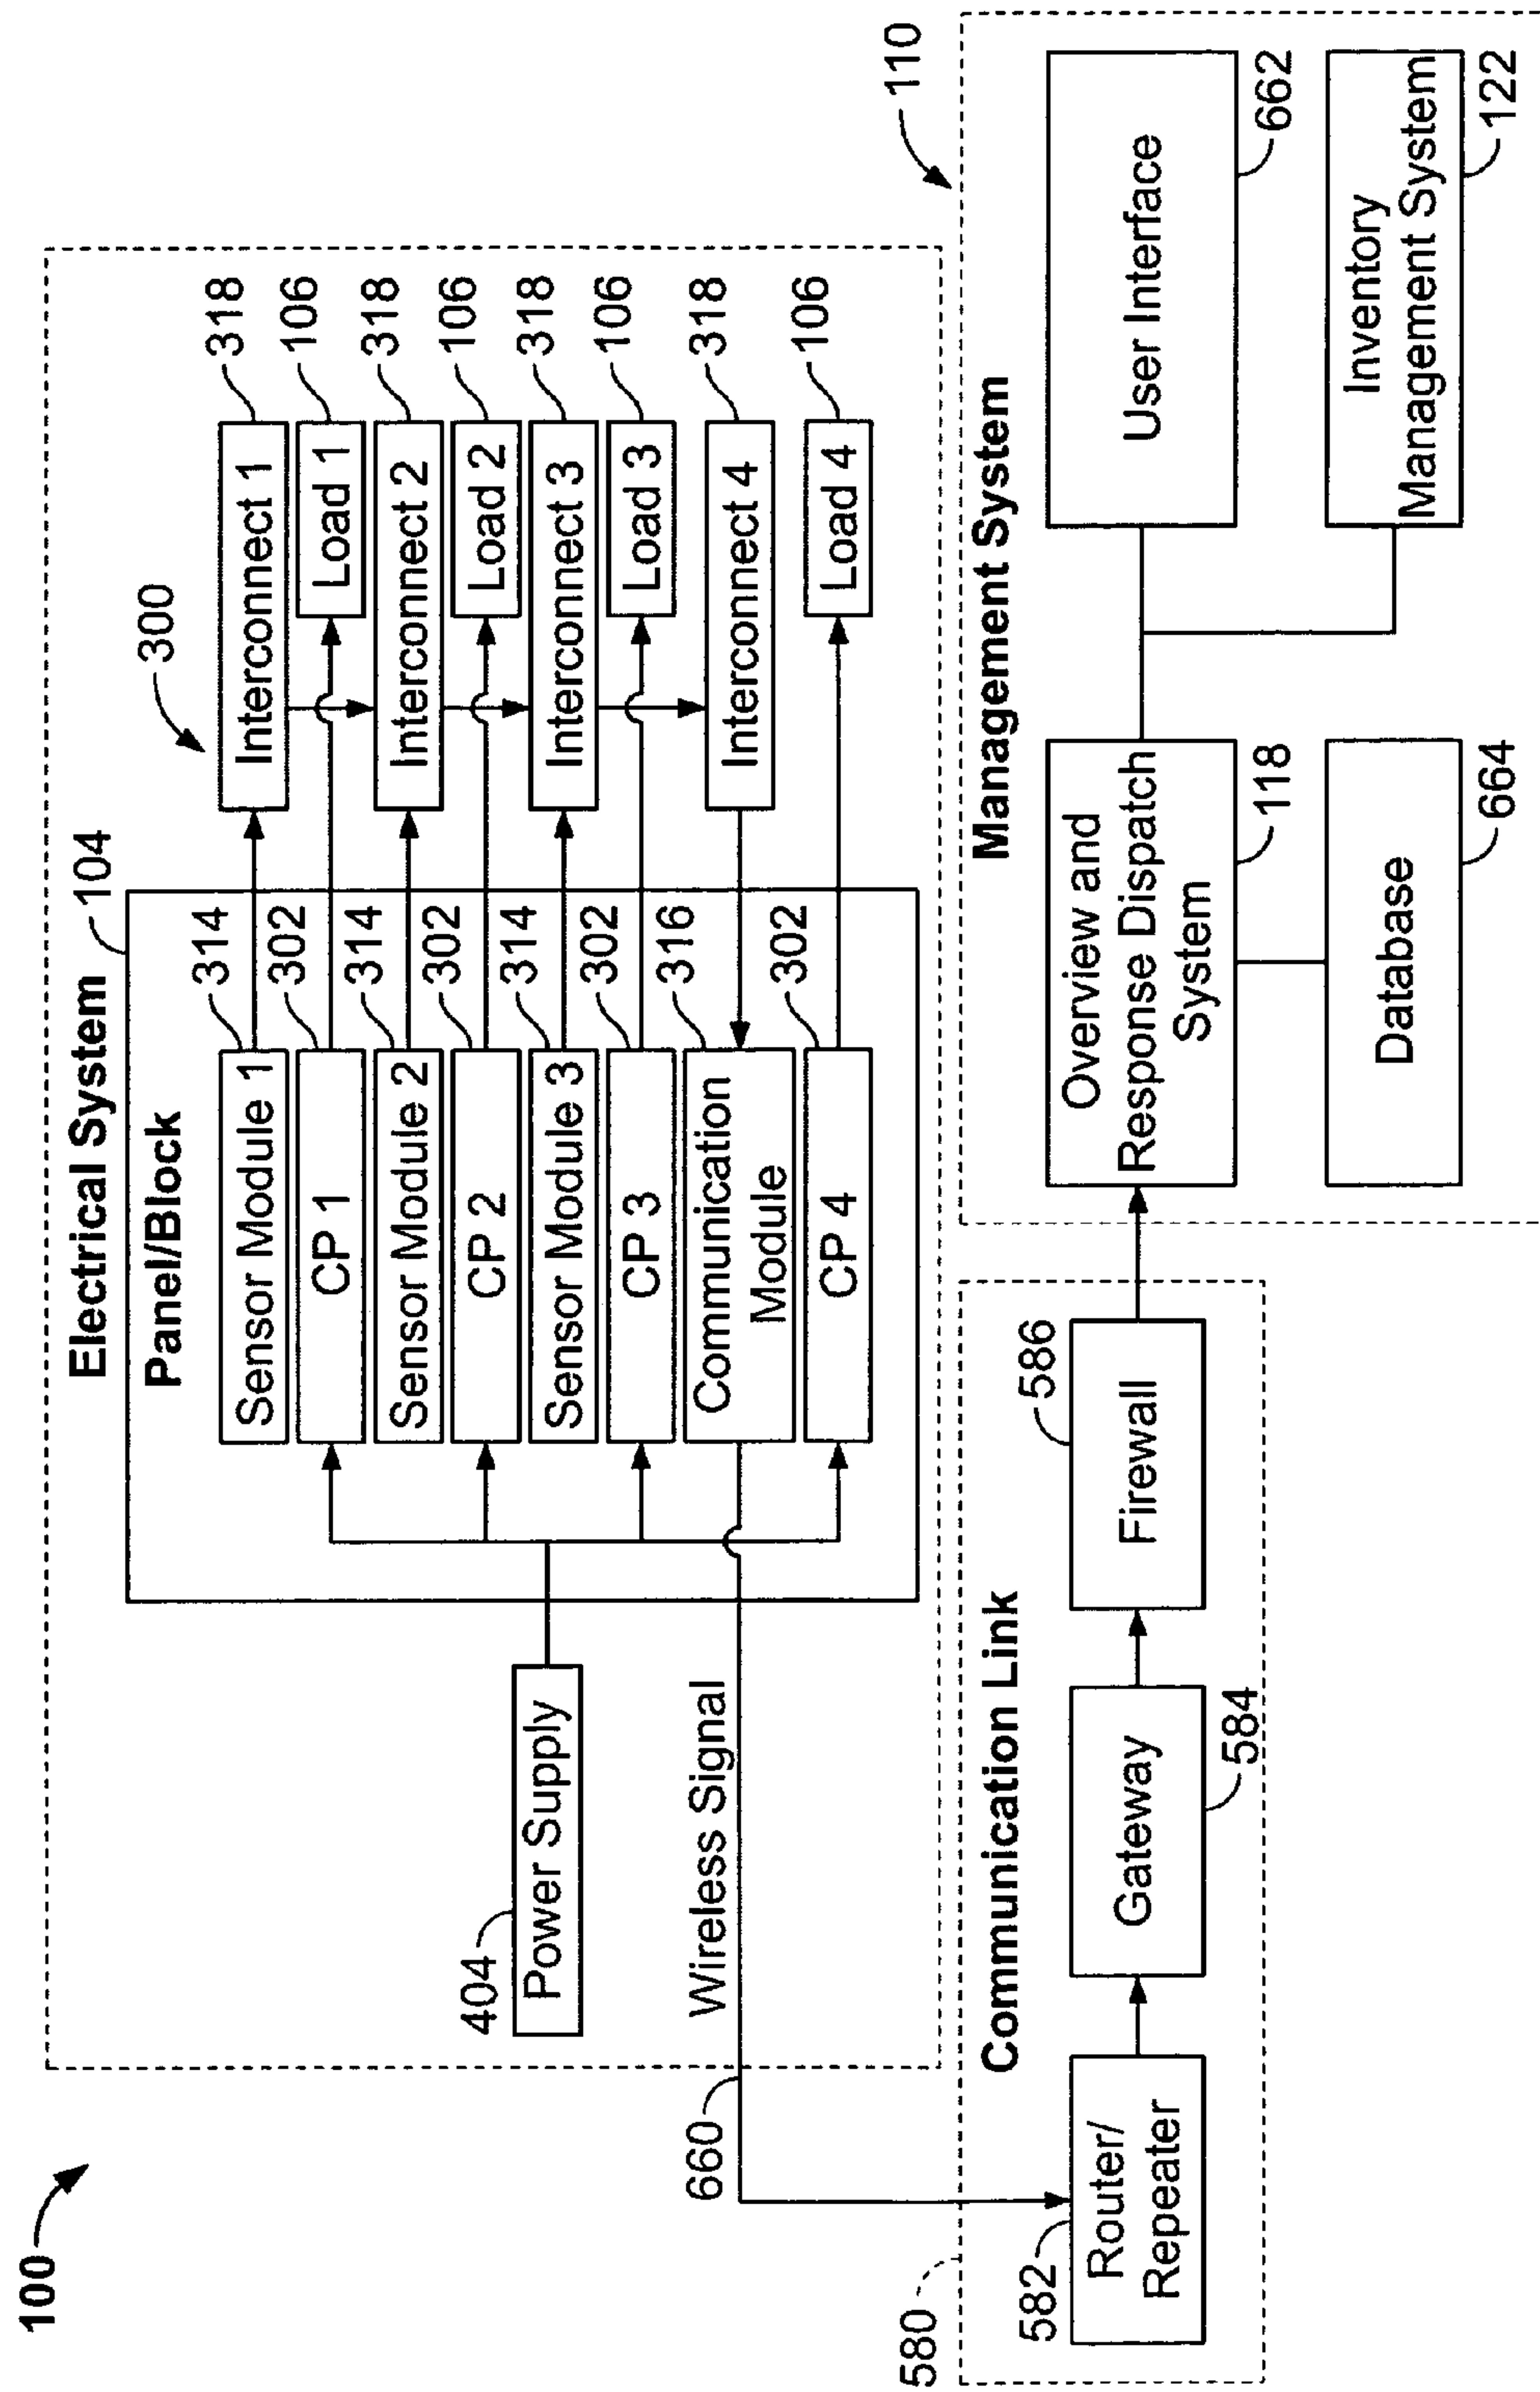 100
Electrical System
104
Panel/Block
300
404
Power Supply
Sensor Module 1
314
Interconnect 1
318
CP 1
302
Load 1
106
Sensor Module 2
314
Interconnect 2
318
CP 2
302
Load 2
106
Sensor Module 3
314
Interconnect 3
318
CP 3
302
Load 3
106
Communication
Module
316
Interconnect 4
318
CP 4
302
Load 4
106
Wireless Signal
660
580
Communication Link
582
Router/
Repeater
Gateway
584
Firewall
586
110
Management System
Overview and
Response Dispatch
System
118
User Interface
662
Database
664
Inventory
Management System
122